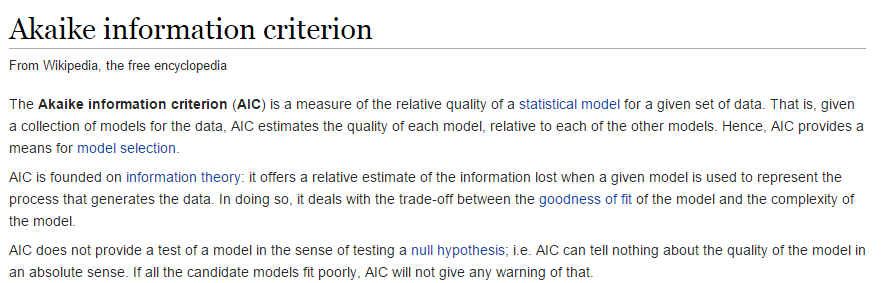 Akaike information criterion
From Wikipedia, the free encyclopedia
The Akaike information criterion (AIC) is a measure of the relative quality of a statistical model for a given set of data. That is, given
a collection of models for the data, AIC estimates the quality of each model, relative to each of the other models. Hence, AIC provides a
means for model selection.
AIC is founded on information theory: it offers a relative estimate of the information lost when a given model is used to represent the
process that generates the data. In doing so, it deals with the trade-off between the goodness of fit of the model and the complexity of
the model.
AIC does not provide a test of a model in the sense of testing a null hypothesis; i.e. AIC can tell nothing about the quality of the model in
an absolute sense. If all the candidate models fit poorly, AIC will not give any warning of that.